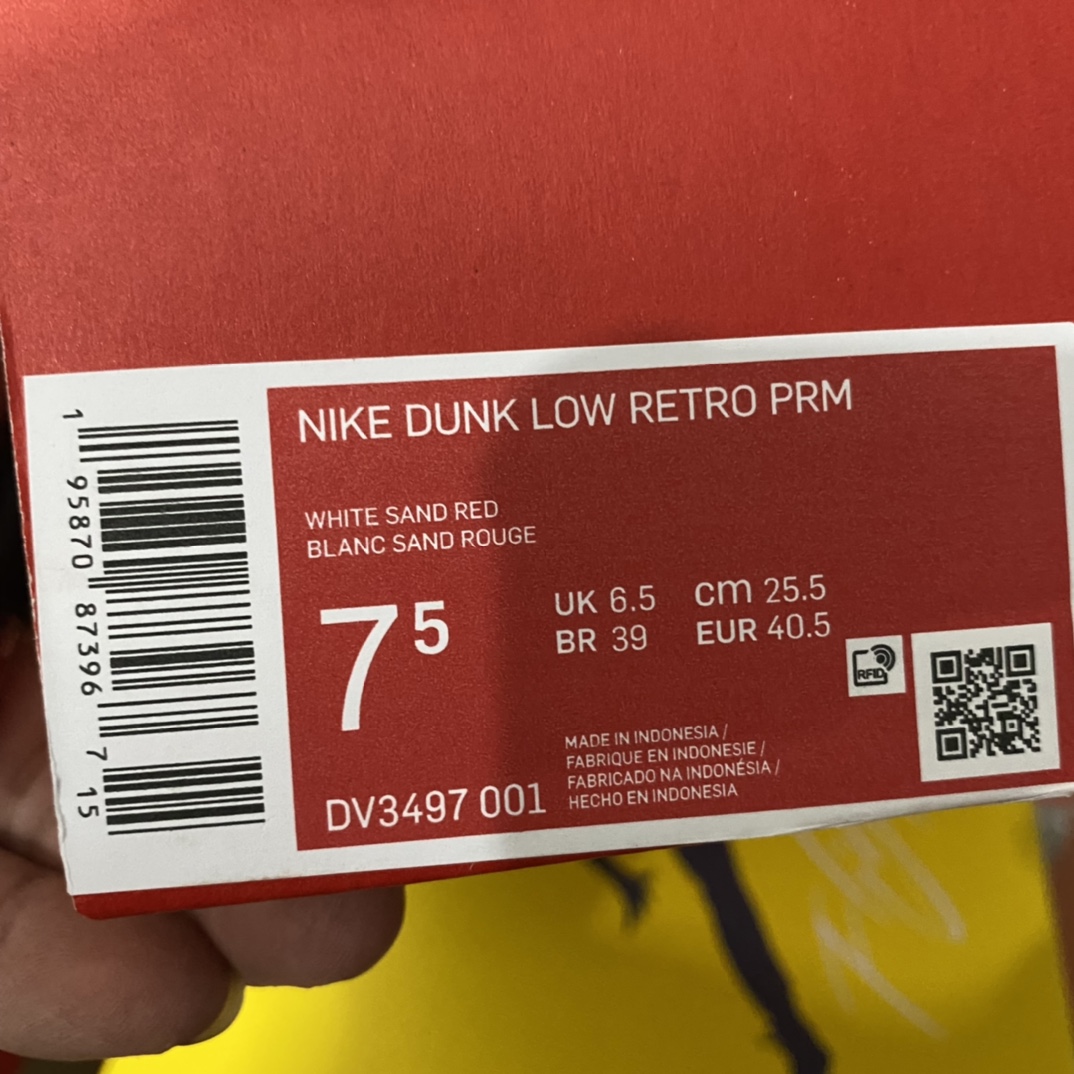 NIKE DUNK LOW RETRO PRM
WHITE SAND RED
BLANC SAND ROUGE
7 5
UK 6.5 cm 25.5
BR 39 EUR 40.5
RFID
MADE IN INDONESIA /
FABRIQUE EN INDONESIE /
FABRICADO NA INDONÉSIA /
HECHO EN INDONESIA
DV3497 001
1 95870 87396 7 15